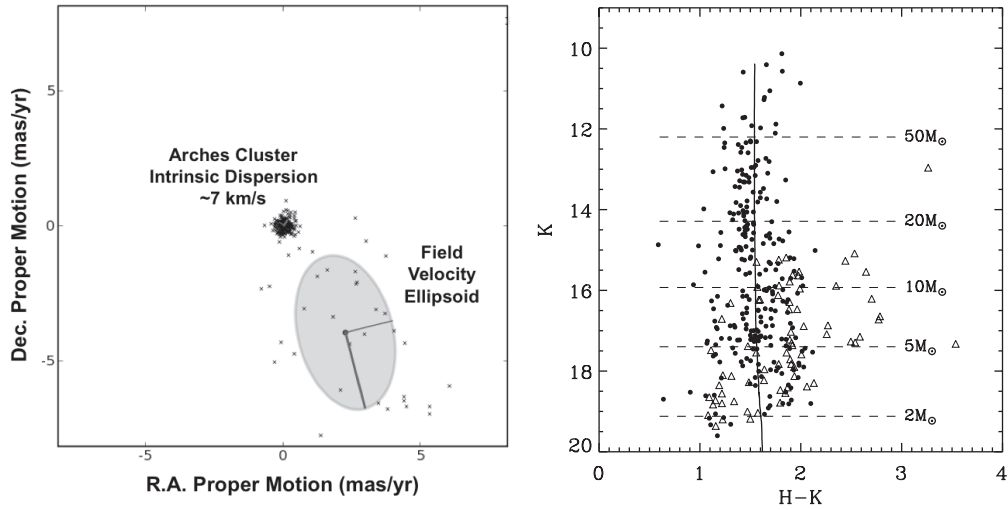 5
0
-5
Dec. Proper Motion (mas/yr)
Arches Cluster
Intrinsic Dispersion
~7 km/s
Field
Velocity
Ellipsoid
-5
0
5
R.A. Proper Motion (mas/yr)
10
12
14
16
18
20
K
50M⊙
20M⊙
10M⊙
5M⊙
2M⊙
0
1
2
3
4
H-K